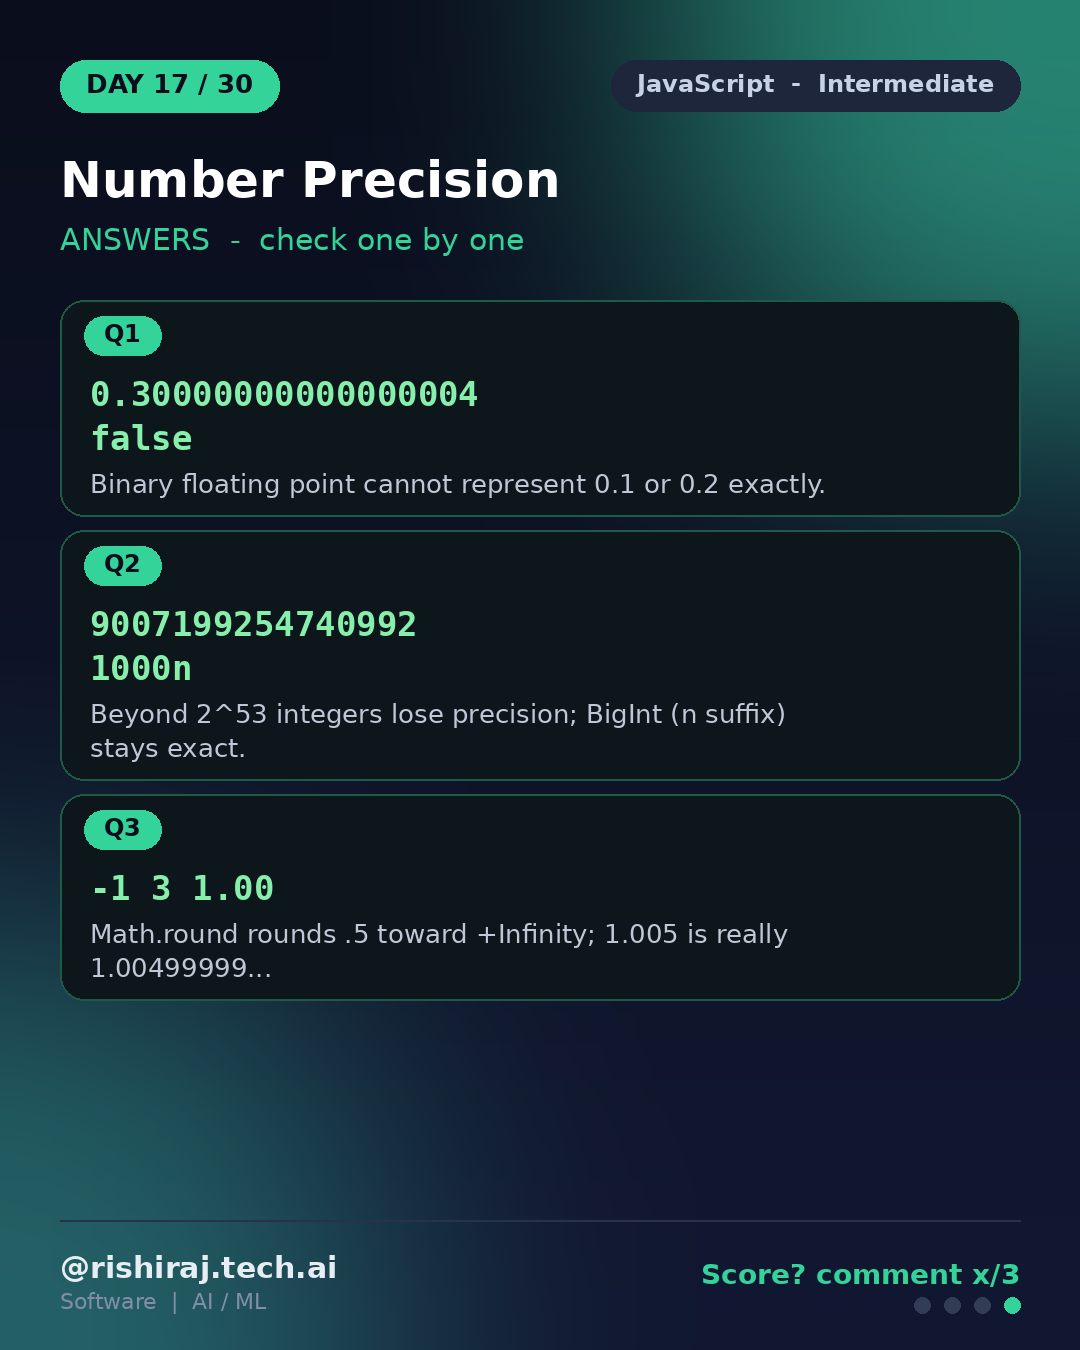 DAY 17 / 30
JavaScript - Intermediate
Number Precision
ANSWERS - check one by one
Q1
0.30000000000000004
false
Binary floating point cannot represent 0.1 or 0.2 exactly.
Q2
9007199254740992
1000n
Beyond 2^53 integers lose precision; BigInt (n suffix)
stays exact.
Q3
-1 3 1.00
Math.round rounds .5 toward +Infinity; 1.005 is really
1.00499999...
@rishiraj.tech.ai
Score? comment x/3
Software | AI / ML